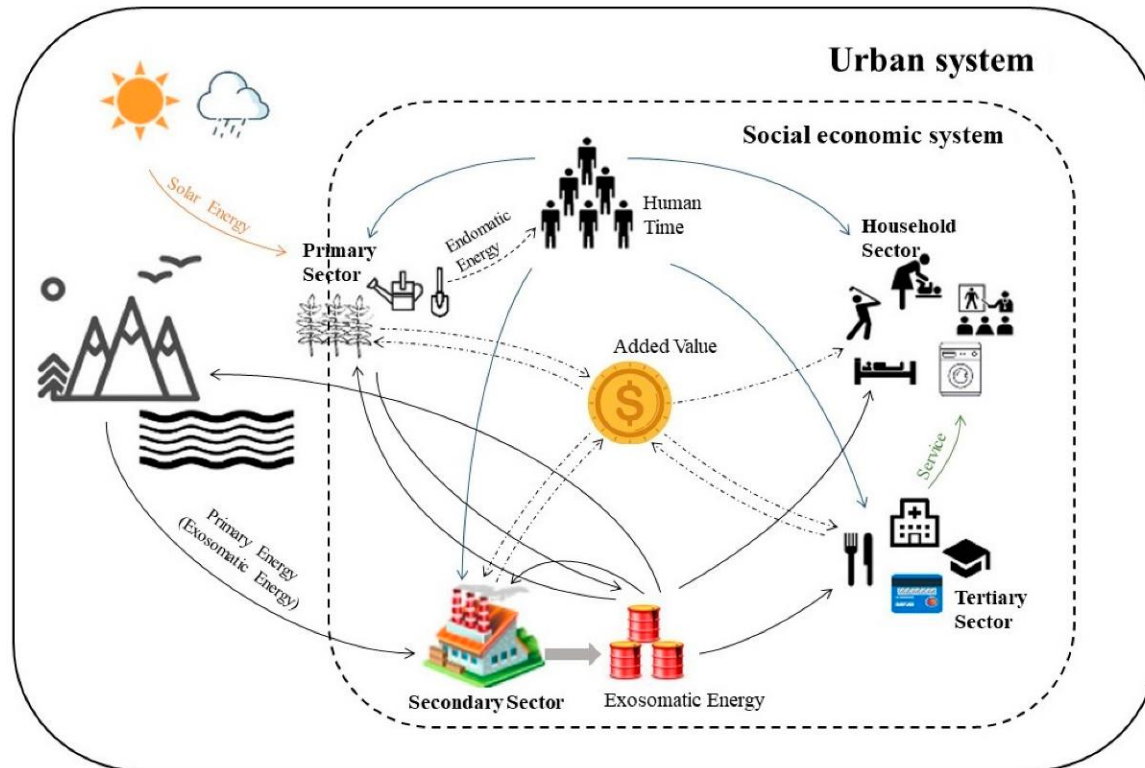 Urban system
Social economic system
Solar Energy
Human
Time
Endomatic
Energy
Primary
Sector
Household
Sector
Added Value
$
Service
Primary Energy
(Exosomatic Energy)
Tertiary
Sector
Secondary Sector
Exosomatic Energy